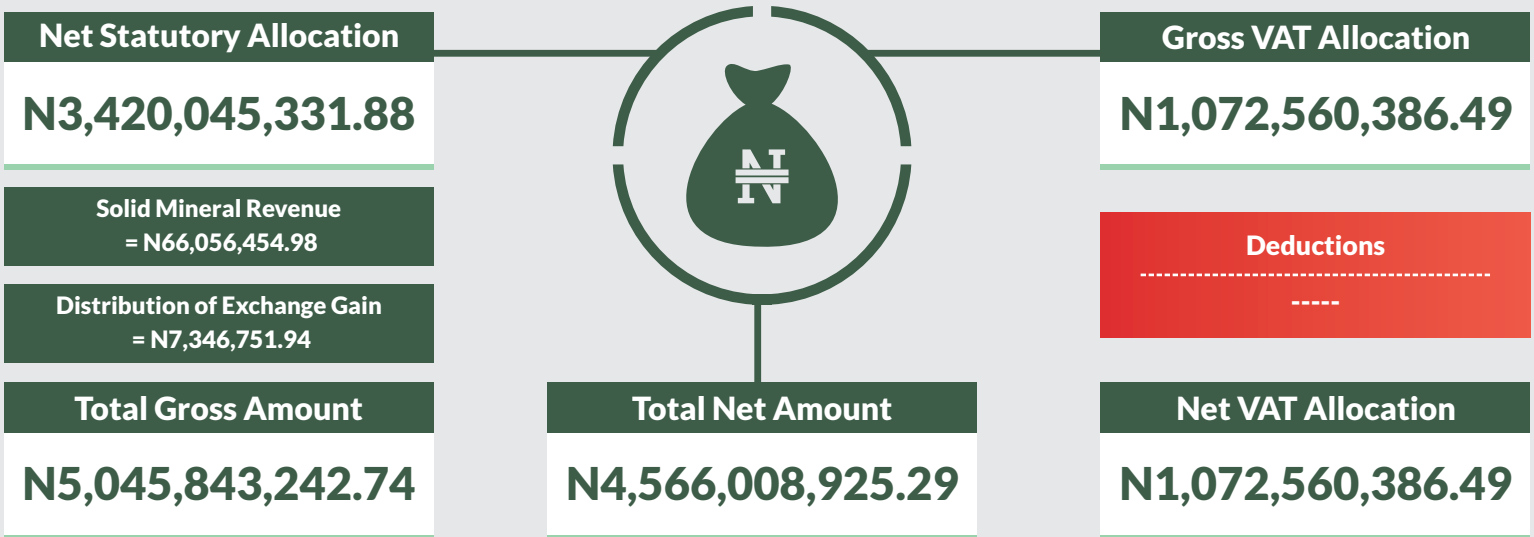 Net Statutory Allocation
N3,420,045,331.88
Solid Mineral Revenue
= N66,056,454.98
Distribution of Exchange Gain
= N7,346,751.94
Total Gross Amount
N5,045,843,242.74
₦
Total Net Amount
N4,566,008,925.29
Gross VAT Allocation
N1,072,560,386.49
Deductions
--------------------------------------------
-----
Net VAT Allocation
N1,072,560,386.49